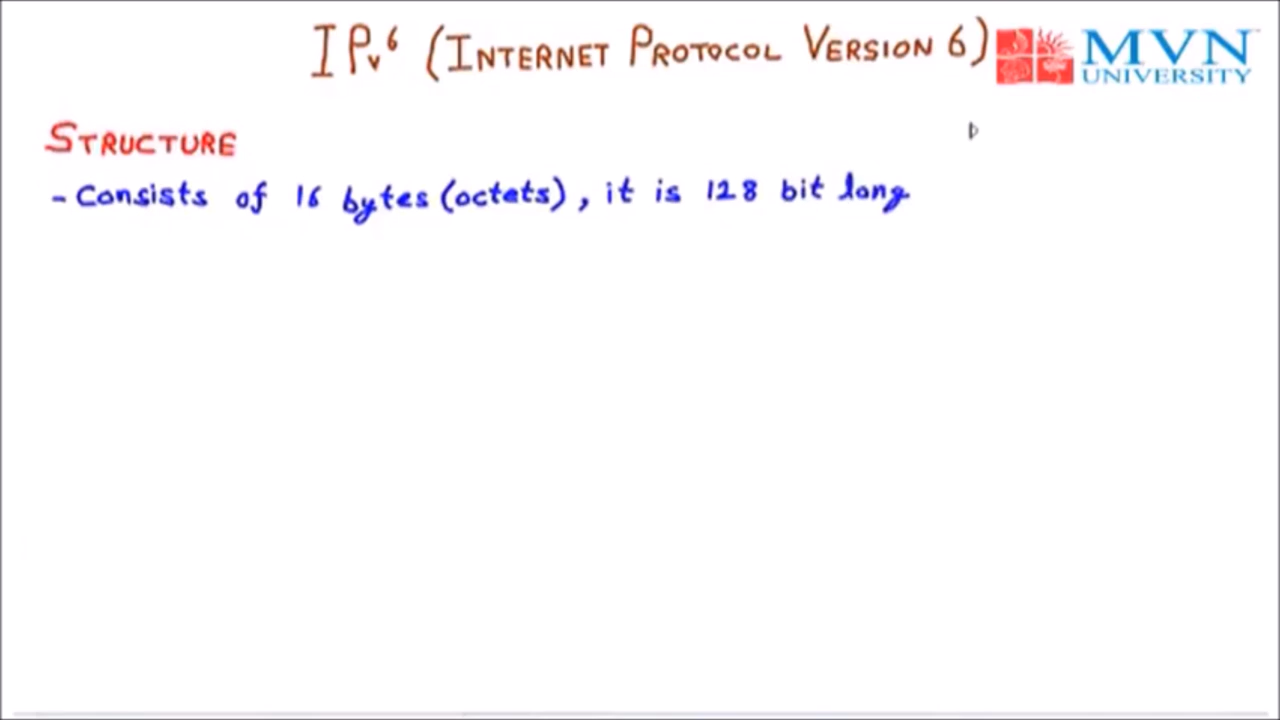 IPv6 (INTERNET PROTOCOL VERSION 6)
MVN
UNIVERSITY
STRUCTURE
- Consists of 16 bytes (octets), it is 128 bit long